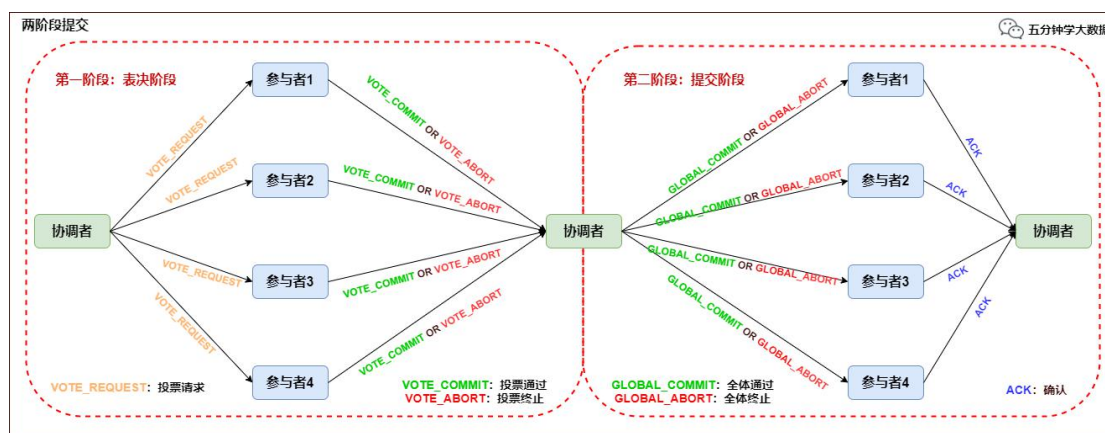 两阶段提交
五分钟学大数据
第一阶段：表决阶段
第二阶段：提交阶段
参与者1
VOTE_REQUEST
VOTE_COMMIT OR VOTE_ABORT
参与者2
VOTE_REQUEST
VOTE_COMMIT OR VOTE_ABORT
协调者
参与者3
VOTE_REQUEST
VOTE_COMMIT OR VOTE_ABORT
参与者4
VOTE_REQUEST
VOTE_COMMIT OR VOTE_ABORT
VOTE_REQUEST：投票请求
VOTE_COMMIT：投票通过
VOTE_ABORT：投票终止
协调者
参与者1
GLOBAL_COMMIT OR GLOBAL_ABORT
ACK
参与者2
GLOBAL_COMMIT OR GLOBAL_ABORT
ACK
参与者3
GLOBAL_COMMIT OR GLOBAL_ABORT
ACK
参与者4
GLOBAL_COMMIT OR GLOBAL_ABORT
ACK
协调者
GLOBAL_COMMIT：全体通过
GLOBAL_ABORT：全体终止
ACK：确认